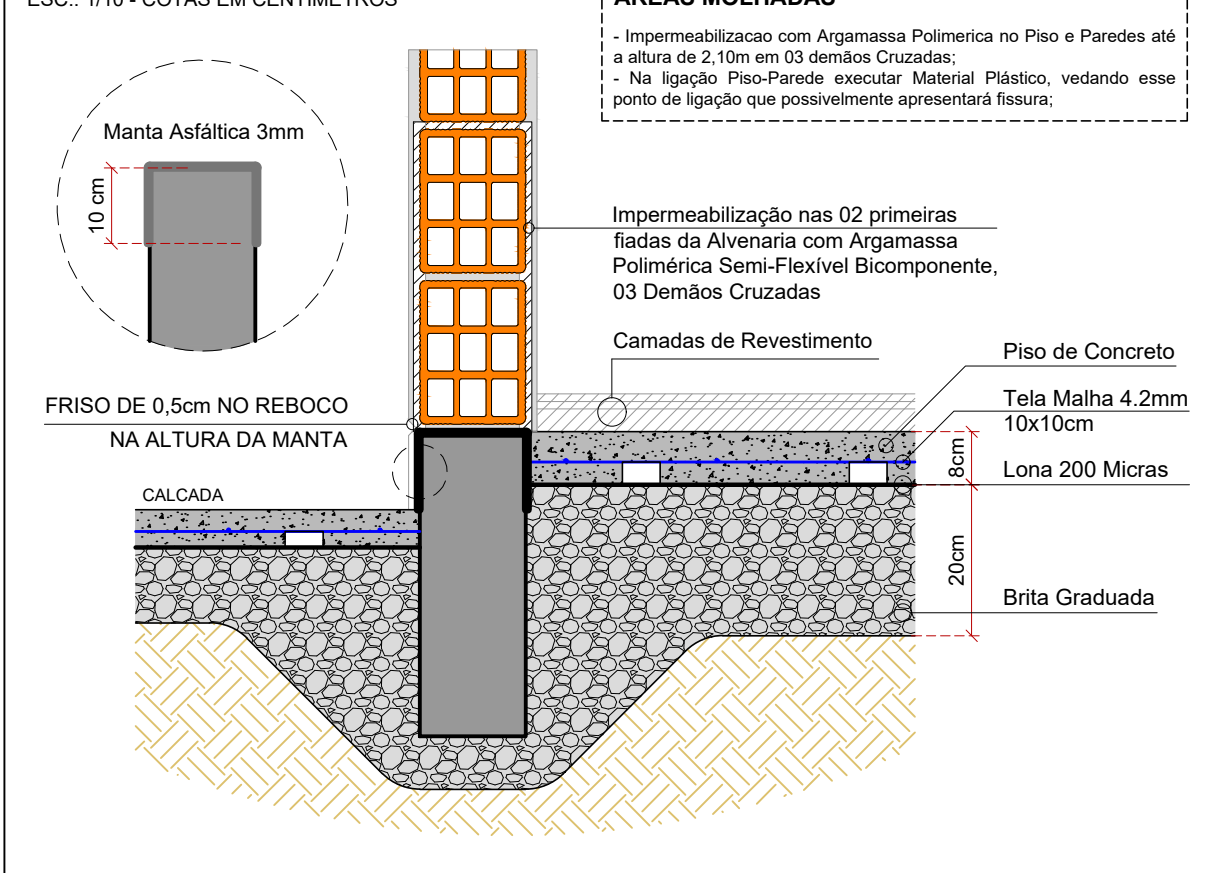 ESC.: 1/10 - COTAS EM CENTÍMETROS
ÁREAS MOLHADAS
- Impermeabilizacao com Argamassa Polimerica no Piso e Paredes até
a altura de 2,10m em 03 demãos Cruzadas;
- Na ligação Piso-Parede executar Material Plástico, vedando esse
ponto de ligação que possivelmente apresentará fissura;
Manta Asfáltica 3mm
10 cm
Impermeabilização nas 02 primeiras
fiadas da Alvenaria com Argamassa
Polimérica Semi-Flexível Bicomponente,
03 Demãos Cruzadas
Camadas de Revestimento
Piso de Concreto
Tela Malha 4.2mm
10x10cm
Lona 200 Micras
FRISO DE 0,5cm NO REBOCO
NA ALTURA DA MANTA
8cm
CALCADA
20cm
Brita Graduada